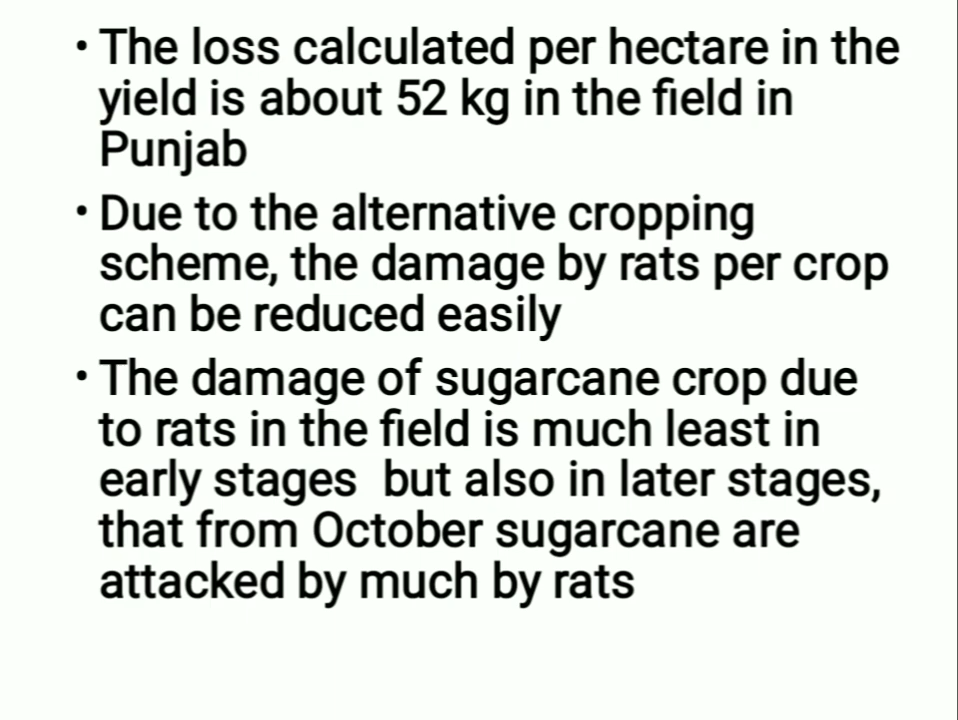 • The loss calculated per hectare in the
yield is about 52 kg in the field in
Punjab
• Due to the alternative cropping
scheme, the damage by rats per crop
can be reduced easily
• The damage of sugarcane crop due
to rats in the field is much least in
early stages  but also in later stages,
that from October sugarcane are
attacked by much by rats